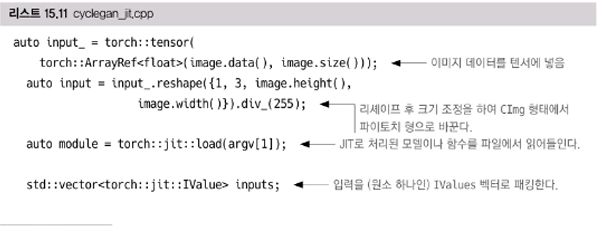 리스트 15.11 cyclegan_jit.cpp
auto input_ = torch::tensor(
torch::ArrayRef<float>(image.data(), image.size())); 이미지 데이터를 텐서에 넣음
auto input = input_.reshape({1, 3, image.height(),
image.width()}).div_(255); 리셰이프 후 크기 조정을 하여 CImg 형태에서
파이토치 형으로 바꾼다.
auto module = torch::jit::load(argv[1]); JIT로 처리된 모델이나 함수를 파일에서 읽어들인다.
std::vector<torch::jit::IValue> inputs; 입력을 (원소 하나인) IValues 벡터로 패킹한다.